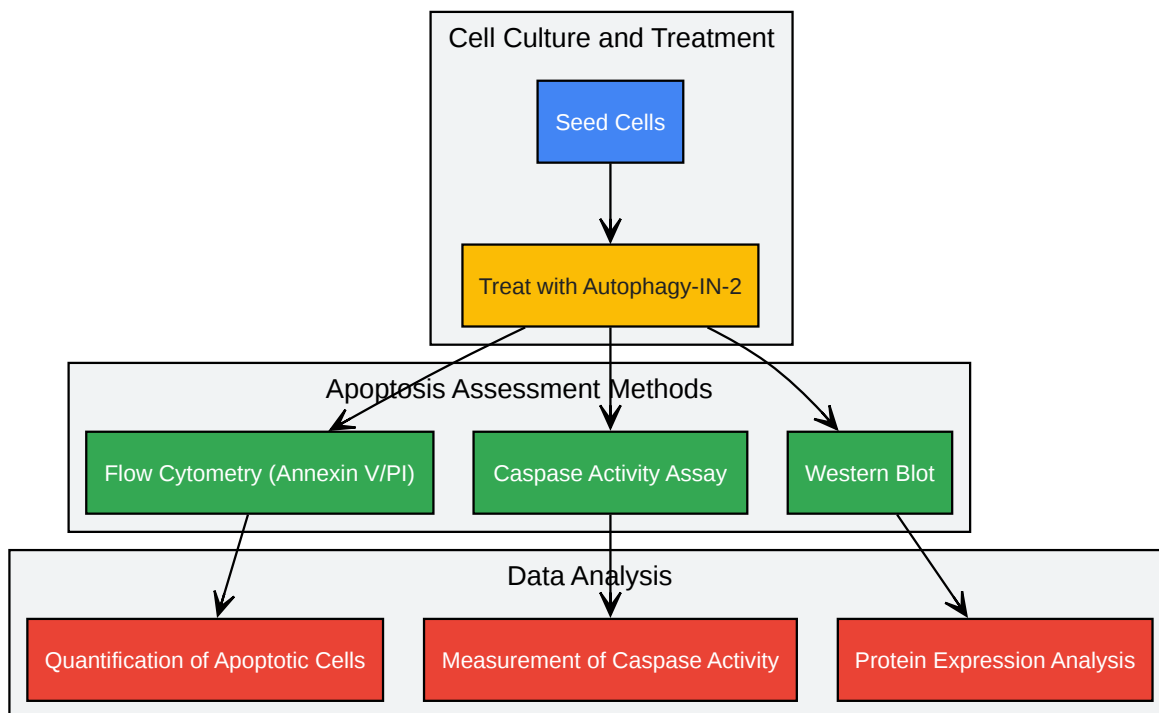 Cell Culture and Treatment
Seed Cells
Treat with Autophagy-IN-2
Apoptosis Assessment Methods
Flow Cytometry (Annexin V/PI)
Caspase Activity Assay
Western Blot
Data Analysis
Quantification of Apoptotic Cells
Measurement of Caspase Activity
Protein Expression Analysis